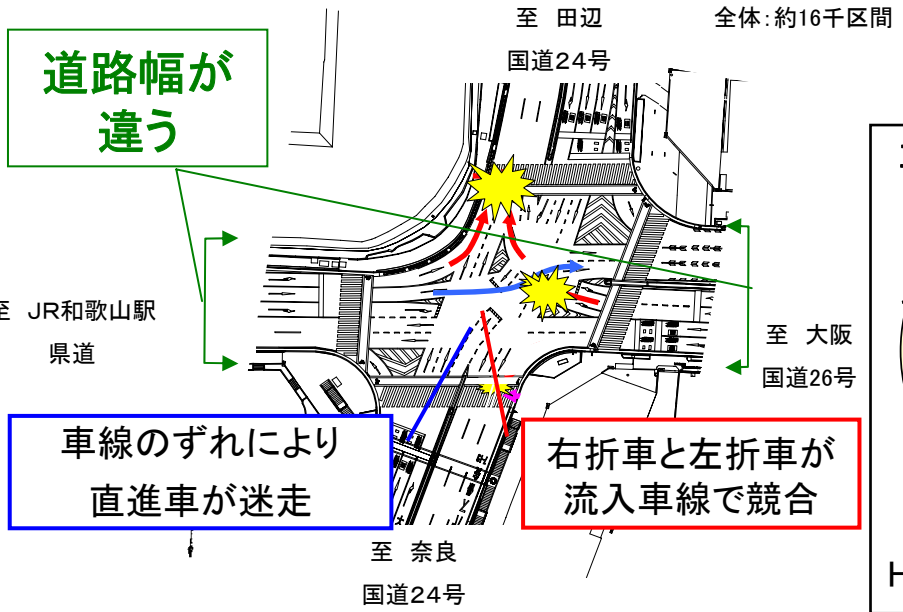 至 田辺
国道24号
全体:約16千区間
道路幅が
違う
至 JR和歌山駅
県道
至 大阪
国道26号
車線のずれにより
直進車が迷走
右折車と左折車が
流入車線で競合
至 奈良
国道24号
H